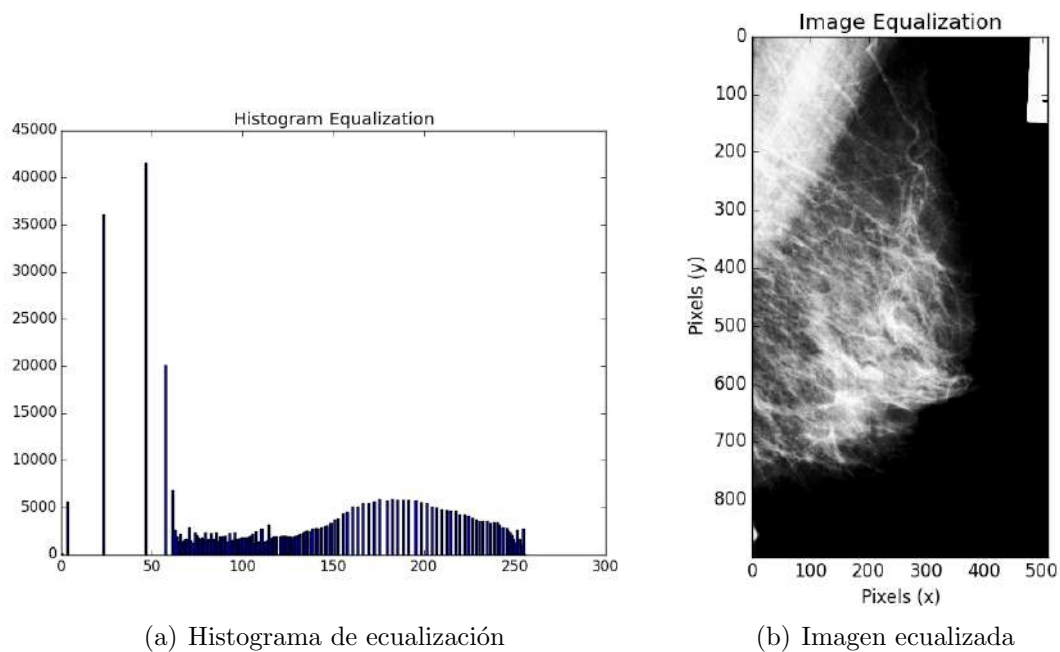 Histogram Equalization
45000
40000
35000
30000
25000
20000
15000
10000
5000
0
0 50 100 150 200 250 300
(a) Histograma de ecualización
Image Equalization
0
100
200
300
400
500
600
700
800
Pixels (y)
0 100 200 300 400 500
Pixels (x)
(b) Imagen ecualizada